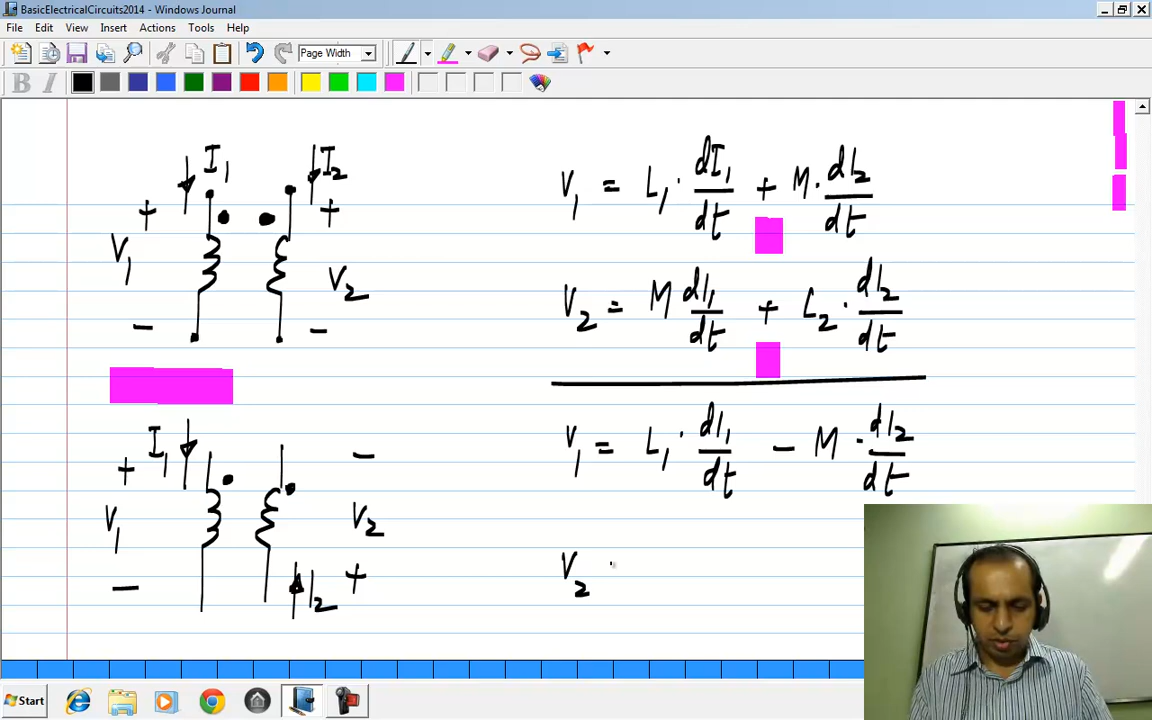 BasicElectricalCircuits2014 - Windows Journal
File Edit View Insert Actions Tools Help
Page Width
B I
I₁ I₂
+ +
V₁ V₂
- -
V₁ = L₁ · dI₁/dt + M · dI₂/dt
V₂ = M dI₁/dt + L₂ · dI₂/dt
I₁
+ -
V₁ V₂
- +
I₂
V₁ = L₁ · dI₁/dt - M · dI₂/dt
V₂
Start